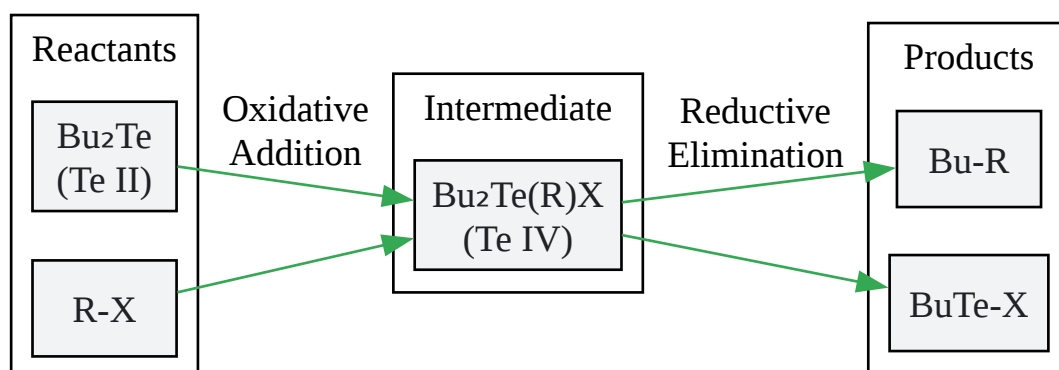 Reactants
Bu₂Te
(Te II)
R-X
Oxidative
Addition
Intermediate
Bu₂Te(R)X
(Te IV)
Reductive
Elimination
Products
Bu-R
BuTe-X